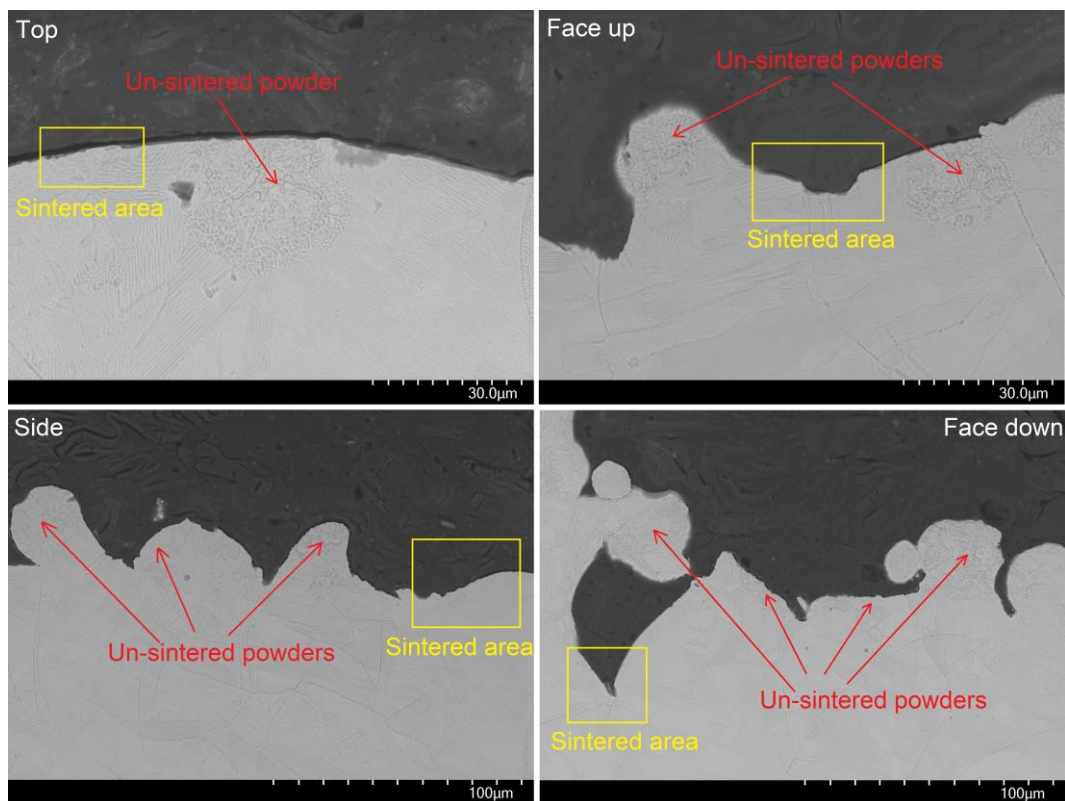 Top
Un-sintered powder
Sintered area
30.0µm
Face up
Un-sintered powders
Sintered area
30.0µm
Side
Un-sintered powders
Sintered area
100µm
Face down
Un-sintered powders
Sintered area
100µm